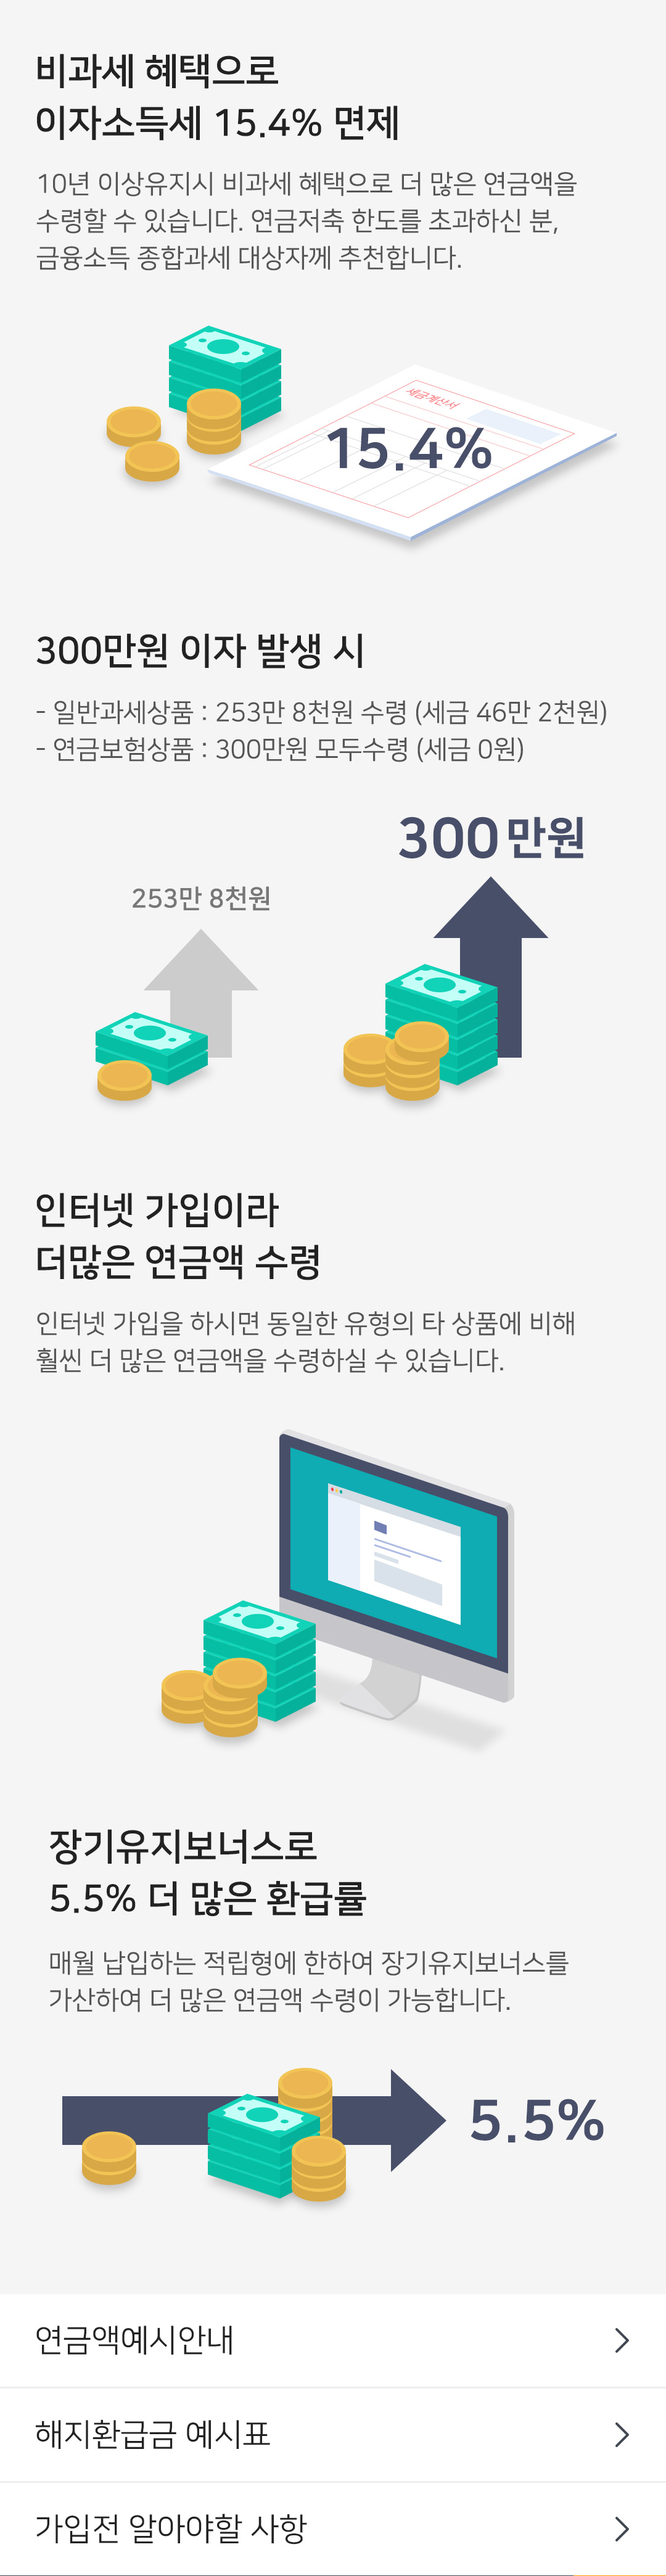 비과세 혜택으로
이자소득세 15.4% 면제
10년 이상유지시 비과세 혜택으로 더 많은 연금액을
수령할 수 있습니다. 연금저축 한도를 초과하신 분,
금융소득 종합과세 대상자께 추천합니다.
세금계산서
15.4%
300만원 이자 발생 시
- 일반과세상품 : 253만 8천원 수령 (세금 46만 2천원)
- 연금보험상품 : 300만원 모두수령 (세금 0원)
300만원
253만 8천원
인터넷 가입이라
더많은 연금액 수령
인터넷 가입을 하시면 동일한 유형의 타 상품에 비해
훨씬 더 많은 연금액을 수령하실 수 있습니다.
장기유지보너스로
5.5% 더 많은 환급률
매월 납입하는 적립형에 한하여 장기유지보너스를
가산하여 더 많은 연금액 수령이 가능합니다.
5.5%
연금액예시안내
해지환급금 예시표
가입전 알아야할 사항